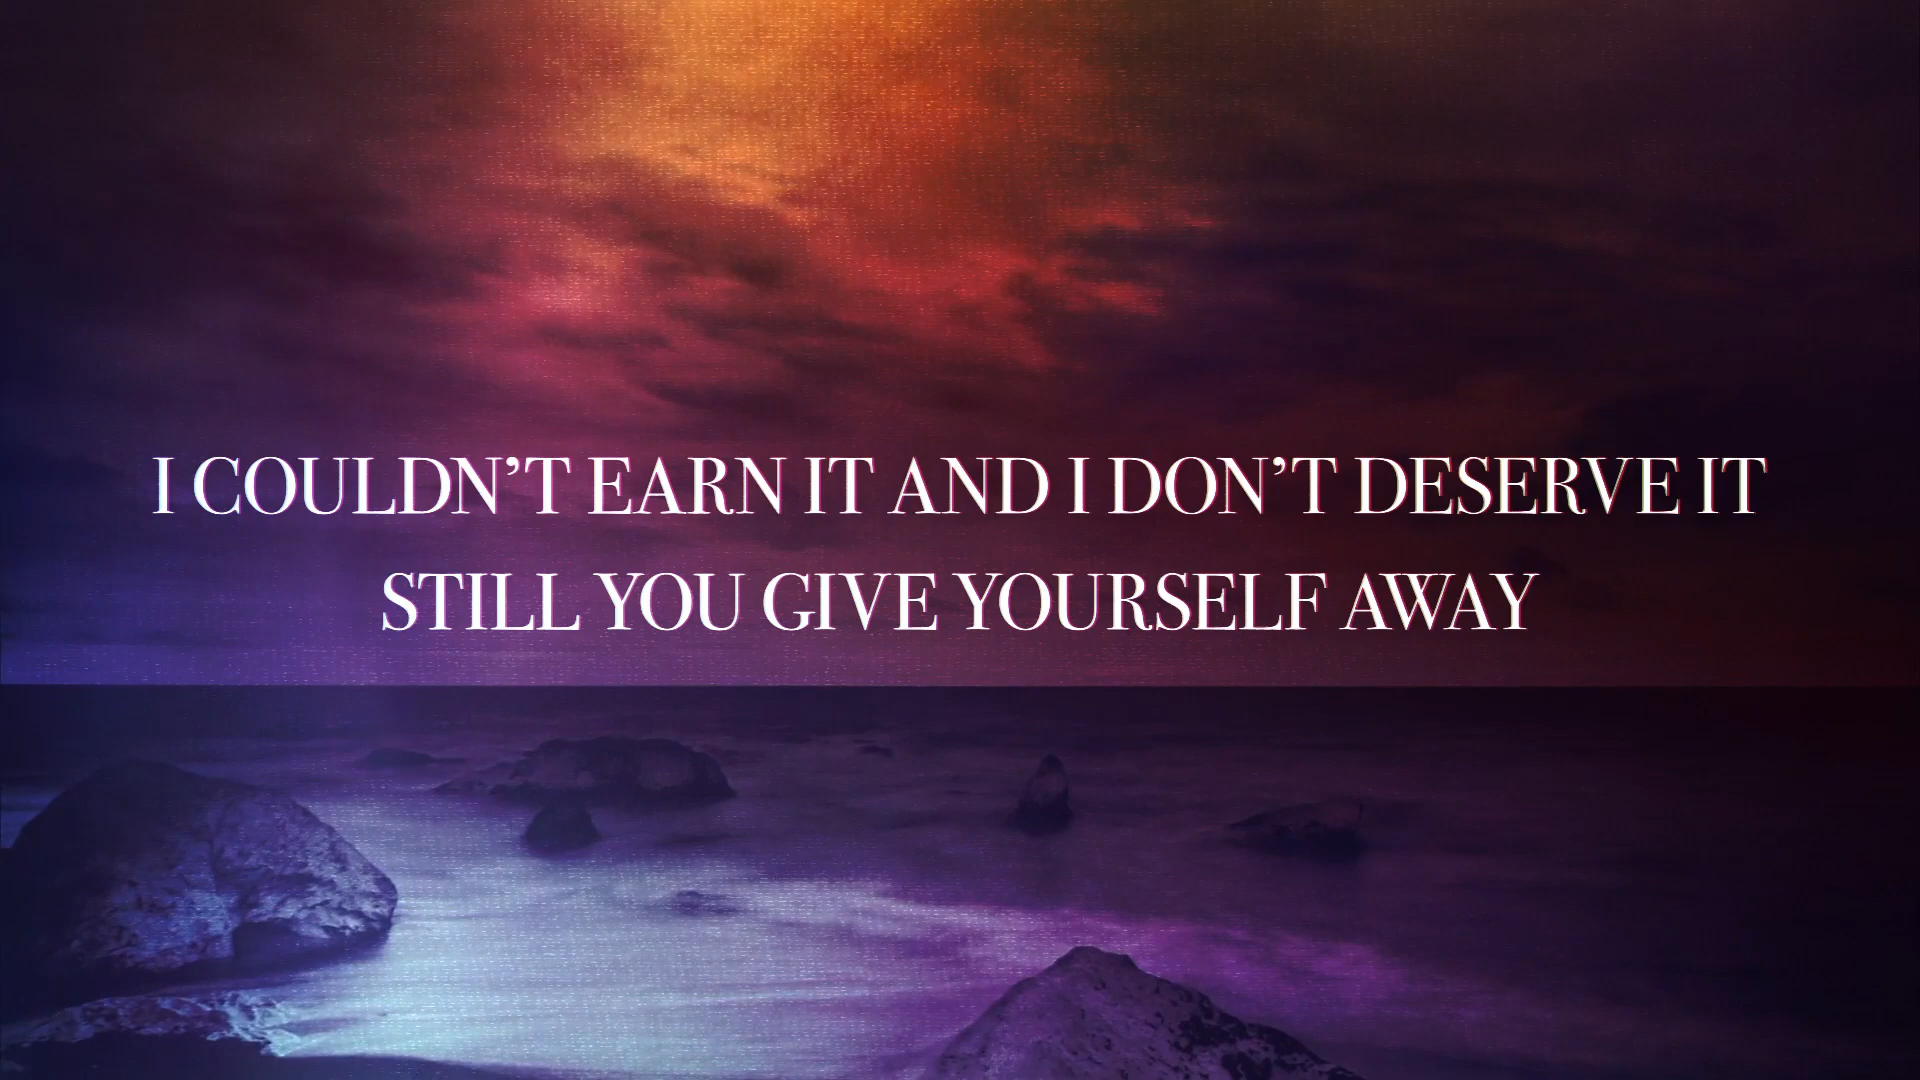 I COULDN’T EARN IT AND I DON’T DESERVE IT
STILL YOU GIVE YOURSELF AWAY